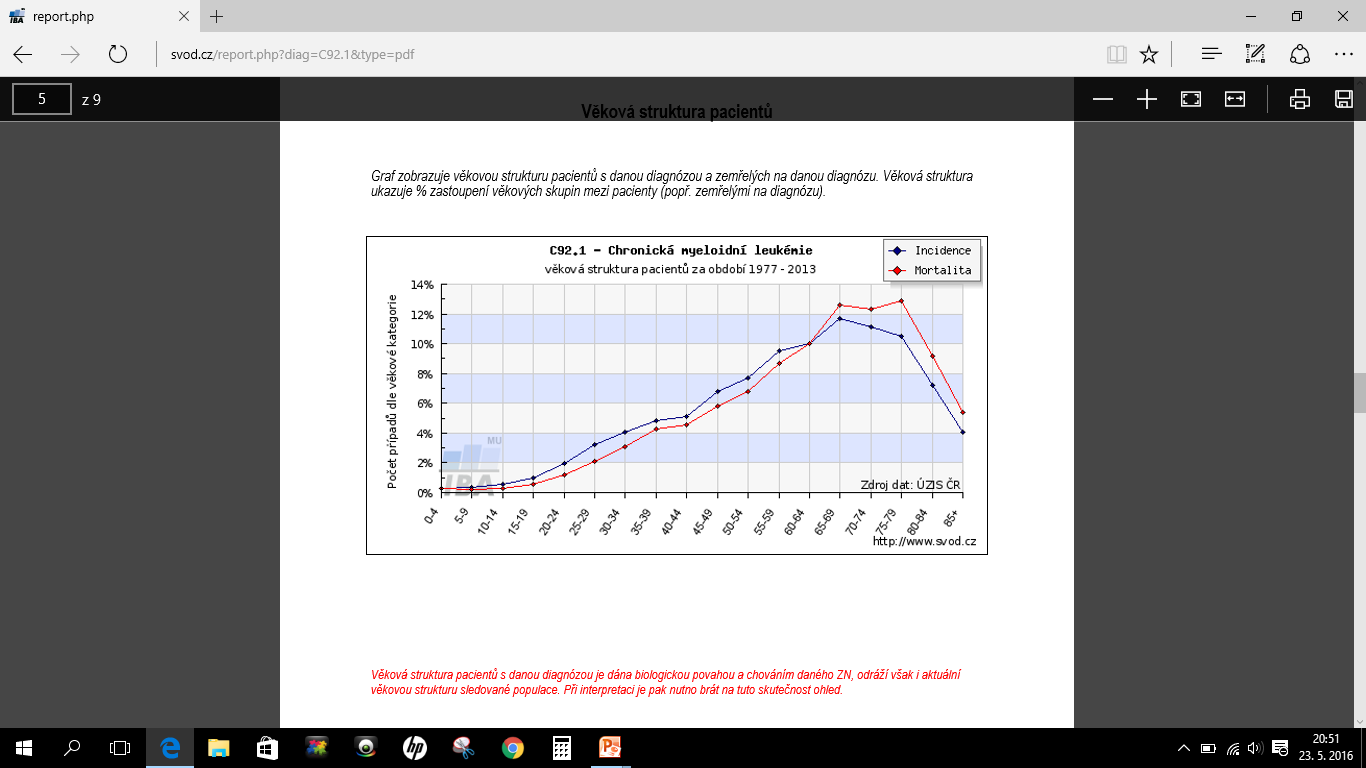 IBA report.php
svod.cz/report.php?diag=C92.1&type=pdf
5 z 9
Věková struktura pacientů
Graf zobrazuje věkovou strukturu pacientů s danou diagnózou a zemřelých na danou diagnózu. Věková struktura
ukazuje % zastoupení věkových skupin mezi pacienty (popř. zemřelými na diagnózu).
C92.1 - Chronická myeloidní leukémie
věková struktura pacientů za období 1977 - 2013
Incidence
Mortalita
Počet případů dle věkové kategorie
14%
12%
10%
8%
6%
4%
2%
0%
MU
IBA
Zdroj dat: ÚZIS ČR
0-4 5-9 10-14 15-19 20-24 25-29 30-34 35-39 40-44 45-49 50-54 55-59 60-64 65-69 70-74 75-79 80-84 85+
http://www.svod.cz
Věková struktura pacientů s danou diagnózou je dána biologickou povahou a chováním daného ZN, odráží však i aktuální
věkovou strukturu sledované populace. Při interpretaci je pak nutno brát na tuto skutečnost ohled.
hp
20:51
23. 5. 2016